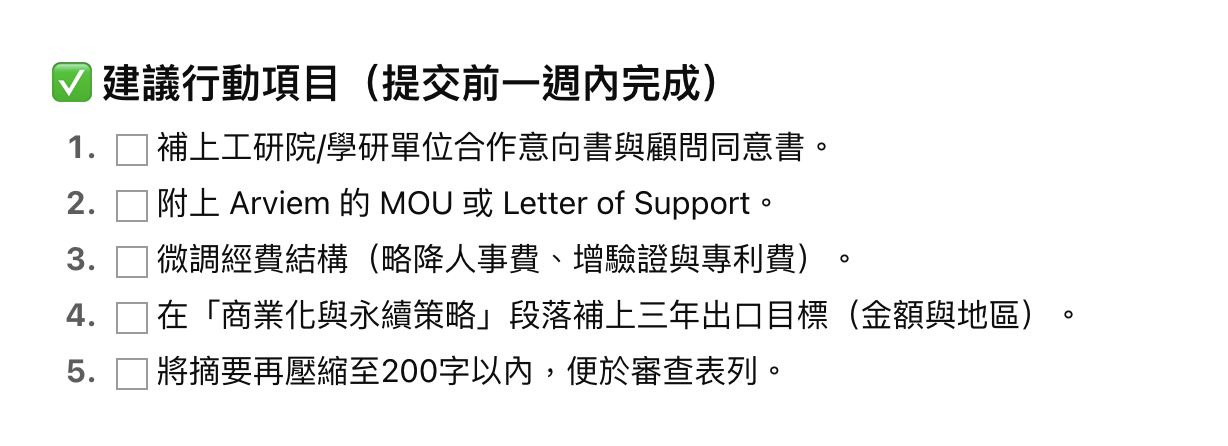 ✅ 建議行動項目（提交前一週內完成）
1. ☐ 補上工研院/學研單位合作意向書與顧問同意書。
2. ☐ 附上 Arviem 的 MOU 或 Letter of Support。
3. ☐ 微調經費結構（略降人事費、增驗證與專利費）。
4. ☐ 在「商業化與永續策略」段落補上三年出口目標（金額與地區）。
5. ☐ 將摘要再壓縮至200字以內，便於審查表列。